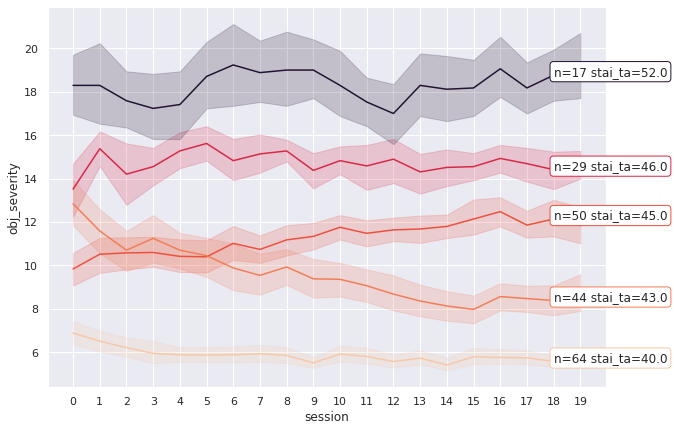 20
18
16
14
12
10
8
6
obj_severity
n=17 stai_ta=52.0
n=29 stai_ta=46.0
n=50 stai_ta=45.0
n=44 stai_ta=43.0
n=64 stai_ta=40.0
0 1 2 3 4 5 6 7 8 9 10 11 12 13 14 15 16 17 18 19
session